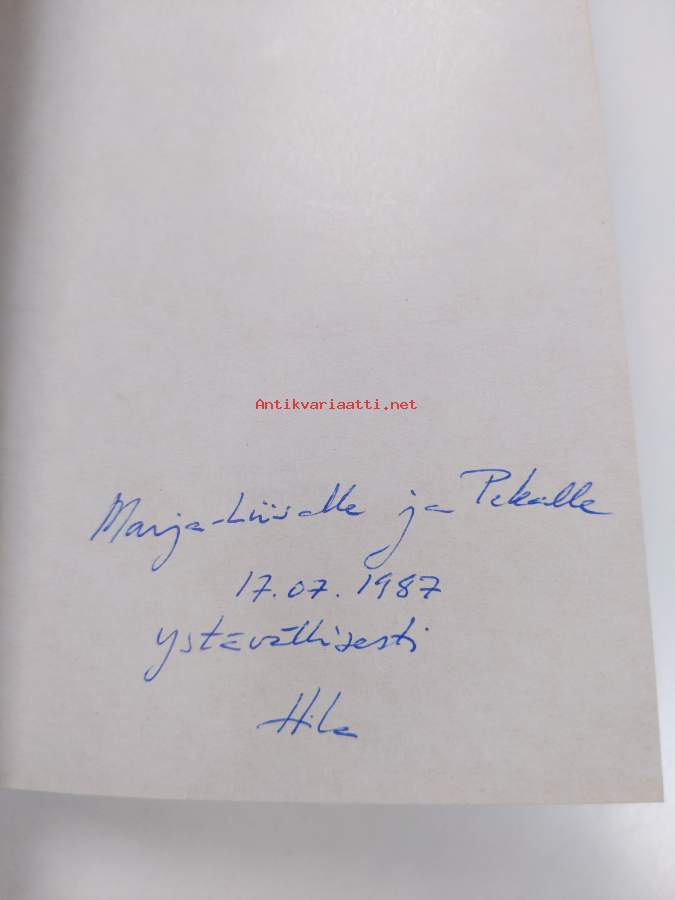 Antikvariaatti.net
Marja-Liisalle ja Pekalle
17.07.1987
ystävällisesti